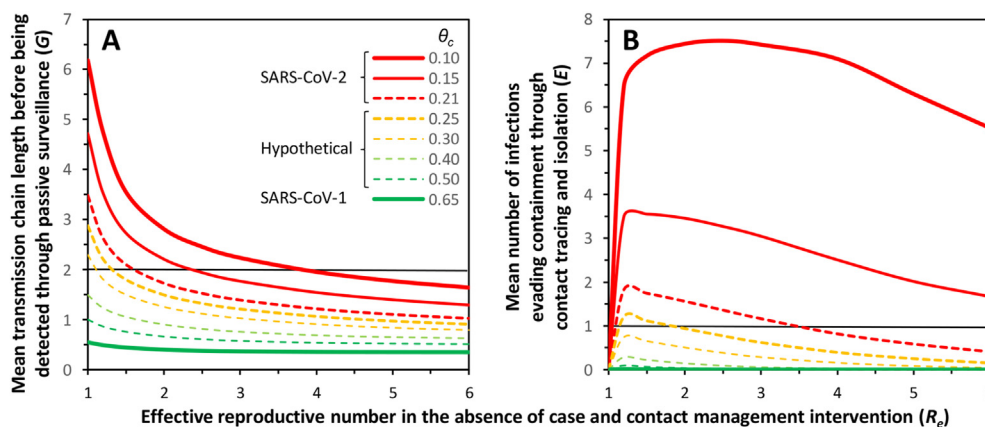 Mean transmission chain length before being
detected through passive surveillance (G)
7
6
5
4
3
2
1
0
A
θc
SARS-CoV-2
0.10
0.15
0.21
Hypothetical
0.25
0.30
0.40
0.50
SARS-CoV-1
0.65
1 2 3 4 5 6
Mean number of infections
evading containment through
contact tracing and isolation (E)
8
7
6
5
4
3
2
1
0
B
1 2 3 4 5
Effective reproductive number in the absence of case and contact management intervention (Re)